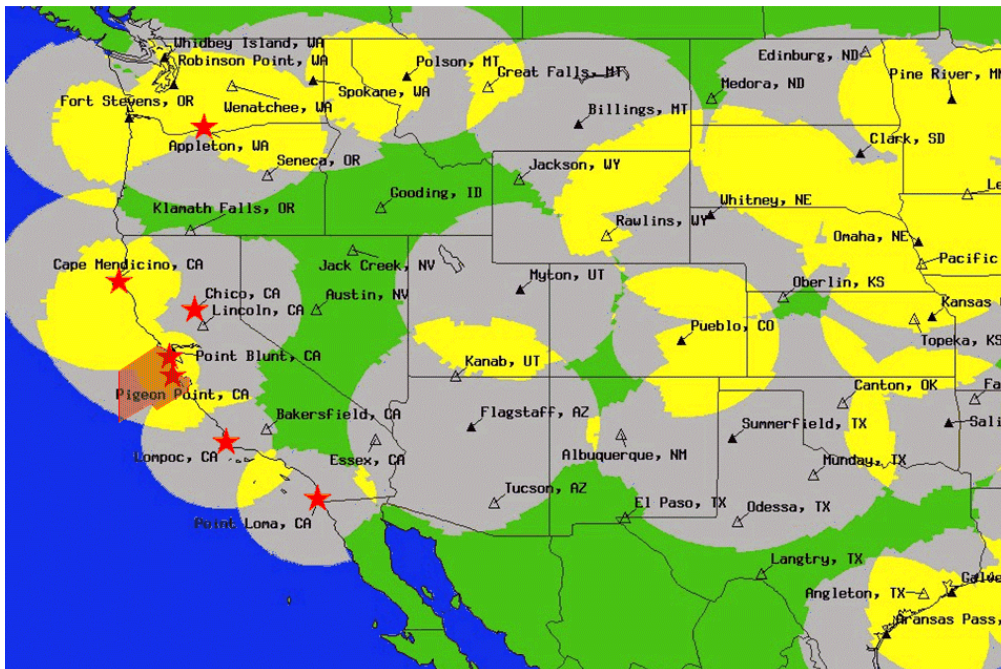 Whidbey Island, WA
Robinson Point, WA
Polson, MT
Great Falls, MT
Edinburg, ND
Pine River, MN
Medora, ND
Fort Stevens, OR
Wenatchee, WA
Spokane, WA
Billings, MT
Appleton, WA
Clark, SD
Seneca, OR
Jackson, WY
Gooding, ID
Klamath Falls, OR
Whitney, NE
Rawlins, WY
Omaha, NE
Cape Mendicino, CA
Jack Creek, NV
Pacific
Myton, UT
Oberlin, KS
Chico, CA
Lincoln, CA
Austin, NV
Kansas
Pueblo, CO
Topeka, KS
Point Blunt, CA
Kanab, UT
Pigeon Point, CA
Canton, OK
Bakersfield, CA
Flagstaff, AZ
Summerfield, TX
Sali
Lompoc, CA
Essex, CA
Albuquerque, NM
Munday, TX
Tucson, AZ
El Paso, TX
Odessa, TX
Point Loma, CA
Langtry, TX
Angleton, TX
Galve
Aransas Pass,